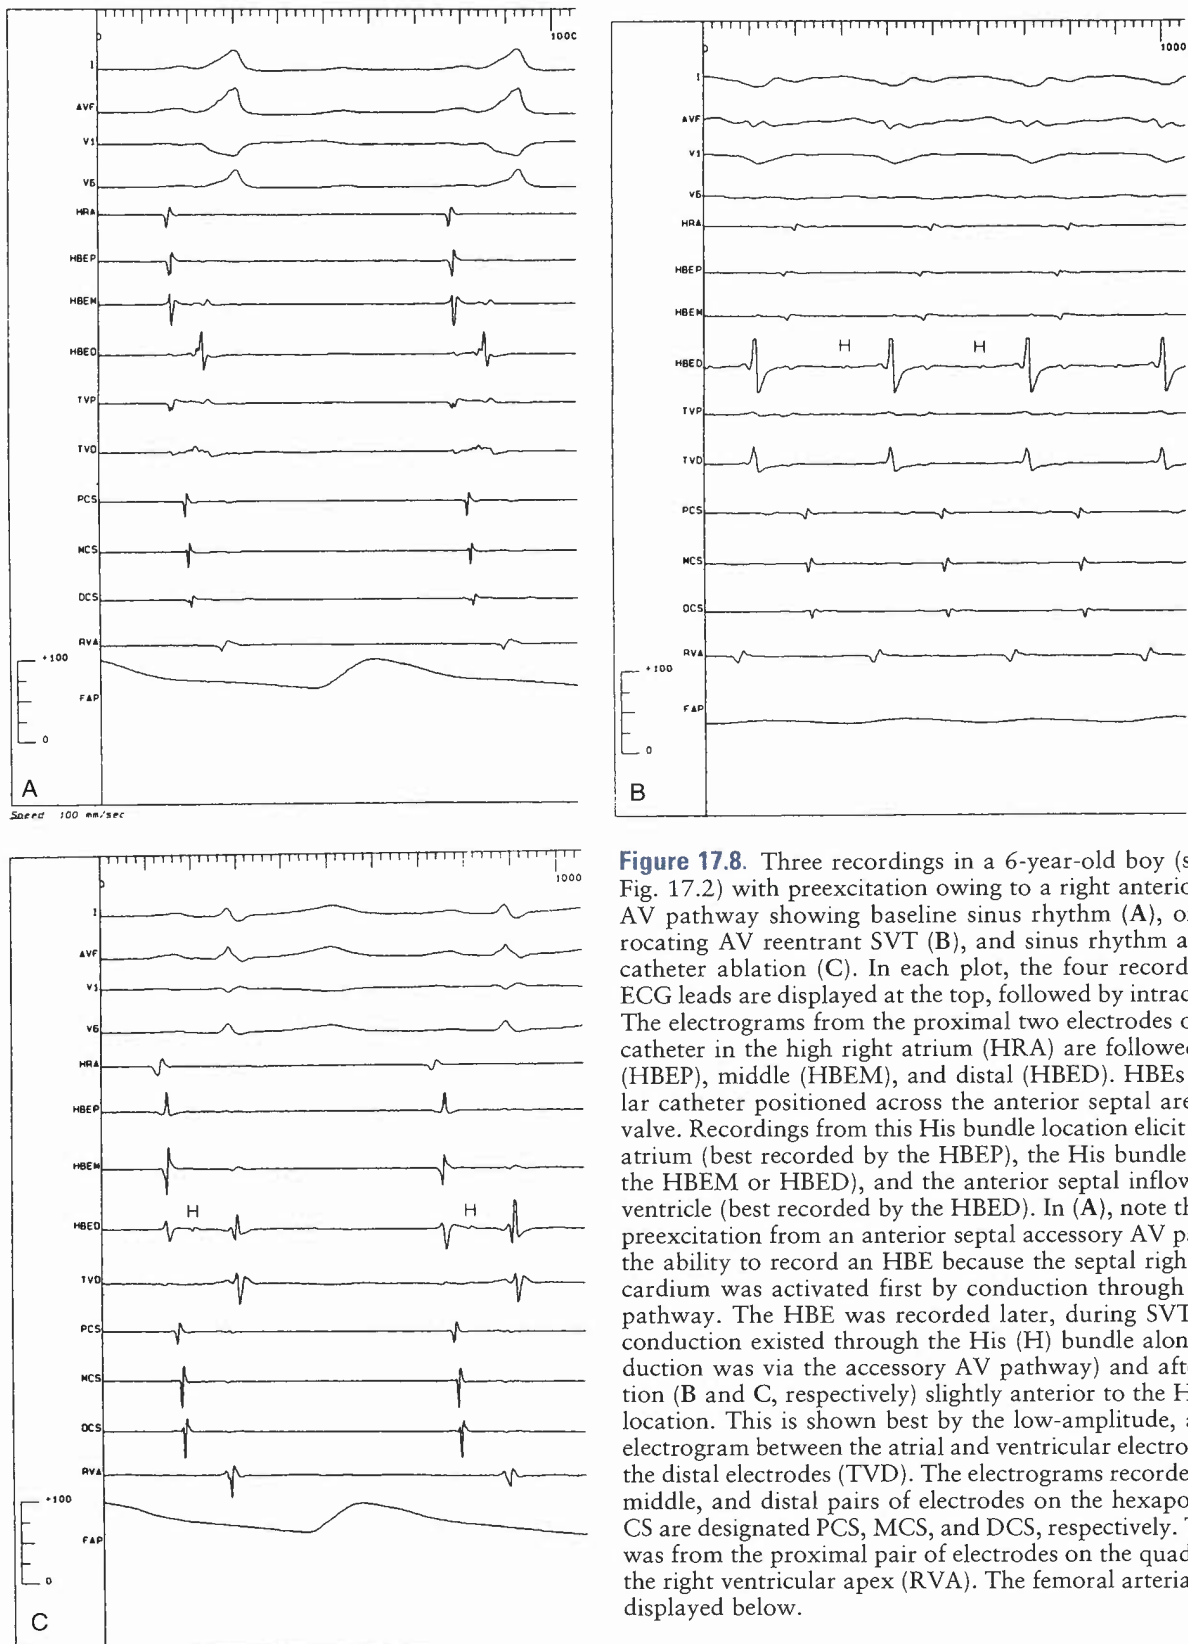 1000
I
AVF
V1
V6
HRA
HBEP
HBEM
HBED
TVP
TVD
PCS
MCS
DCS
RVA
+100
FAP
0
A
Speed 100 mm/sec
1000
I
AVF
V1
V6
HRA
HBEP
HBEM
H H
HBED
TVP
TVD
PCS
MCS
DCS
RVA
+100
FAP
0
B
1000
I
AVF
V1
V6
HRA
HBEP
HBEM
H H
HBED
TVD
PCS
MCS
DCS
RVA
+100
FAP
0
C
Figure 17.8. Three recordings in a 6-year-old boy (s
Fig. 17.2) with preexcitation owing to a right anterio
AV pathway showing baseline sinus rhythm (A), o
rocating AV reentrant SVT (B), and sinus rhythm a
catheter ablation (C). In each plot, the four record
ECG leads are displayed at the top, followed by intrac
The electrograms from the proximal two electrodes o
catheter in the high right atrium (HRA) are followe
(HBEP), middle (HBEM), and distal (HBED). HBEs
lar catheter positioned across the anterior septal are
valve. Recordings from this His bundle location elicit
atrium (best recorded by the HBEP), the His bundle
the HBEM or HBED), and the anterior septal inflov
ventricle (best recorded by the HBED). In (A), note th
preexcitation from an anterior septal accessory AV pa
the ability to record an HBE because the septal right
cardium was activated first by conduction through
pathway. The HBE was recorded later, during SVT
conduction existed through the His (H) bundle alon
duction was via the accessory AV pathway) and aft
tion (B and C, respectively) slightly anterior to the H
location. This is shown best by the low-amplitude, a
electrogram between the atrial and ventricular electro
the distal electrodes (TVD). The electrograms recorde
middle, and distal pairs of electrodes on the hexapo
CS are designated PCS, MCS, and DCS, respectively. T
was from the proximal pair of electrodes on the quad
the right ventricular apex (RVA). The femoral arteria
displayed below.